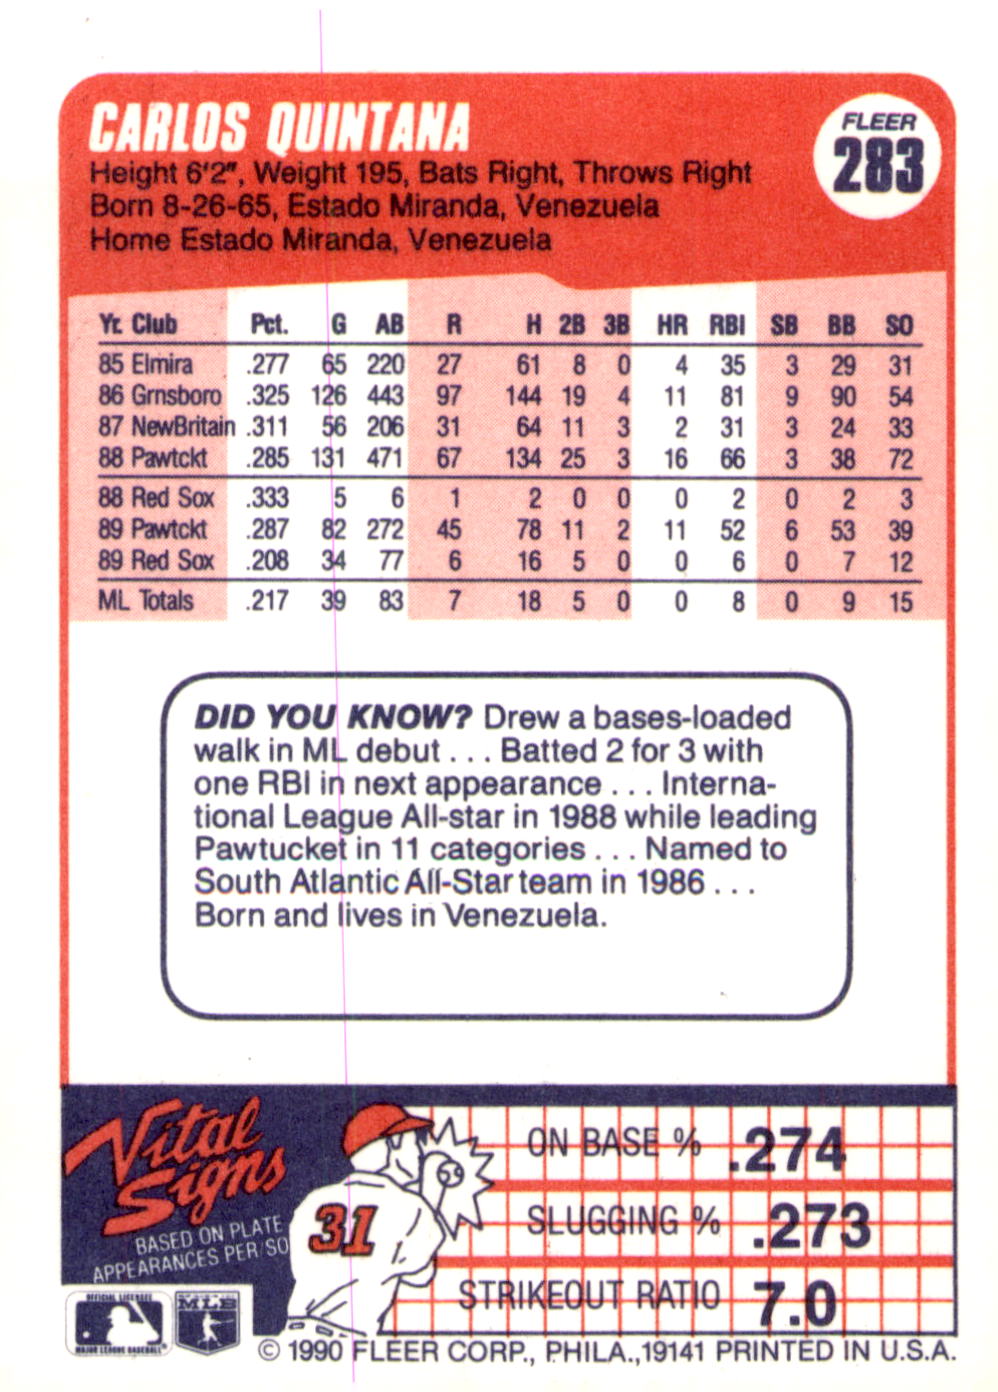 CARLOS QUINTANA
FLEER
283
Height 6'2", Weight 195, Bats Right, Throws Right
Born 8-26-65, Estado Miranda, Venezuela
Home Estado Miranda, Venezuela
Yr. Club Pct. G AB R H 2B 3B HR RBI SB BB SO
85 Elmira .277 65 220 27 61 8 0 4 35 3 29 31
86 Grnsboro .325 126 443 97 144 19 4 11 81 9 90 54
87 NewBritain .311 56 206 31 64 11 3 2 31 3 24 33
88 Pawtckt .285 131 471 67 134 25 3 16 66 3 38 72
88 Red Sox .333 5 6 1 2 0 0 0 2 0 2 3
89 Pawtckt .287 82 272 45 78 11 2 11 52 6 53 39
89 Red Sox .208 34 77 6 16 5 0 0 6 0 7 12
ML Totals .217 39 83 7 18 5 0 0 8 0 9 15
DID YOU KNOW? Drew a bases-loaded
walk in ML debut . . . Batted 2 for 3 with
one RBI in next appearance . . . Interna-
tional League All-star in 1988 while leading
Pawtucket in 11 categories . . . Named to
South Atlantic All-Star team in 1986 . . .
Born and lives in Venezuela.
Vital
Signs
BASED ON PLATE
APPEARANCES PER/SO
31
ON BASE % .274
SLUGGING % .273
STRIKEOUT RATIO 7.0
OFFICIAL LICENSEE
MAJOR LEAGUE BASEBALL
MLB
© 1990 FLEER CORP., PHILA.,19141 PRINTED IN U.S.A.